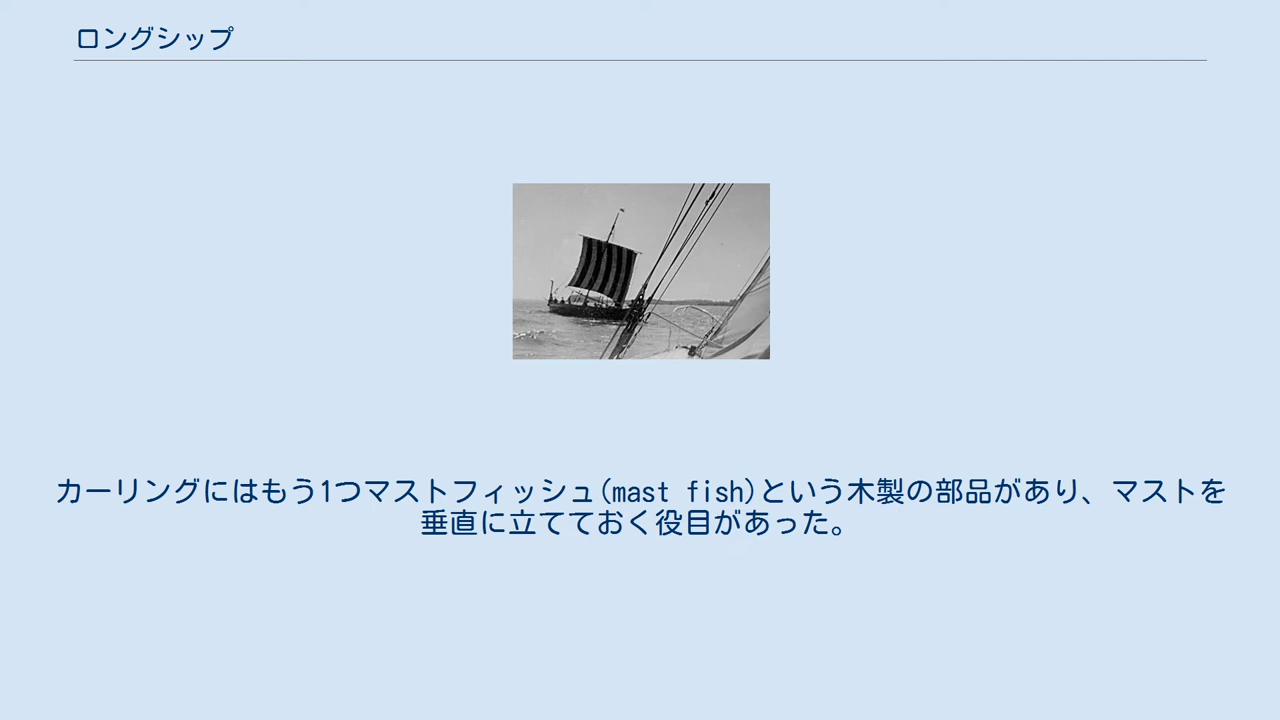 ロングシップ
カーリングにはもう1つマストフィッシュ(mast fish)という木製の部品があり、マストを
垂直に立てておく役目があった。